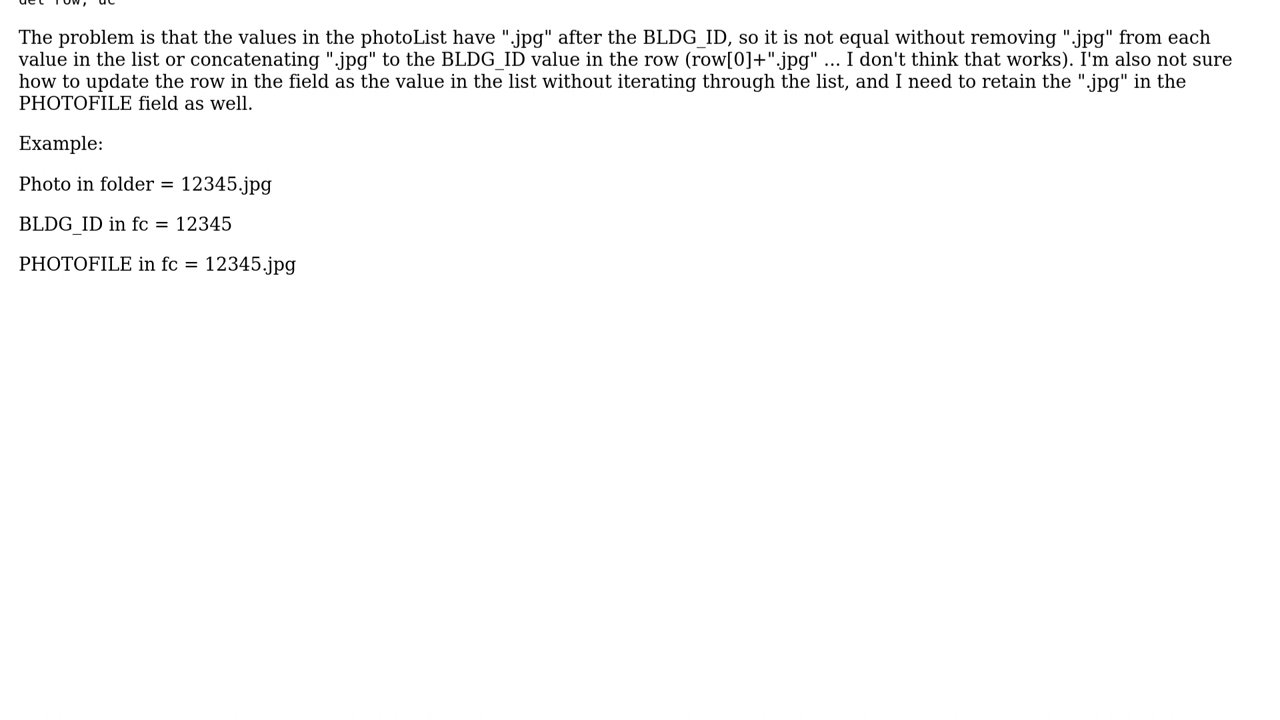 del row, uc
The problem is that the values in the photoList have ".jpg" after the BLDG_ID, so it is not equal without removing ".jpg" from each
value in the list or concatenating ".jpg" to the BLDG_ID value in the row (row[0]+".jpg" ... I don't think that works). I'm also not sure
how to update the row in the field as the value in the list without iterating through the list, and I need to retain the ".jpg" in the
PHOTOFILE field as well.
Example:
Photo in folder = 12345.jpg
BLDG_ID in fc = 12345
PHOTOFILE in fc = 12345.jpg